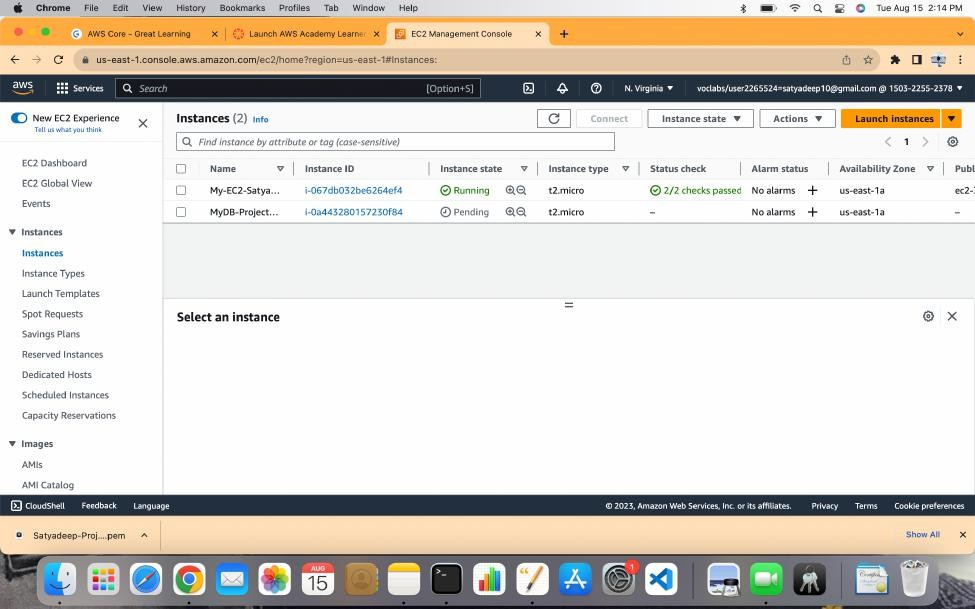 Chrome File Edit View History Bookmarks Profiles Tab Window Help Tue Aug 15 2:14 PM
AWS Core – Great Learning Launch AWS Academy Learner EC2 Management Console
us-east-1.console.aws.amazon.com/ec2/home?region=us-east-1#Instances:
aws Services Search [Option+S] N. Virginia voclabs/user2265524=satyadeep10@gmail.com @ 1503-2255-2378
New EC2 Experience
Tell us what you think
EC2 Dashboard
EC2 Global View
Events
Instances
Instances
Instance Types
Launch Templates
Spot Requests
Savings Plans
Reserved Instances
Dedicated Hosts
Scheduled Instances
Capacity Reservations
Images
AMIs
AMI Catalog
Instances (2) Info Connect Instance state Actions Launch instances
Find instance by attribute or tag (case-sensitive) 1
Name Instance ID Instance state Instance type Status check Alarm status Availability Zone Publ
My-EC2-Satya... i-067db032be6264ef4 Running t2.micro 2/2 checks passed No alarms us-east-1a ec2-
MyDB-Project... i-0a443280157230f84 Pending t2.micro – No alarms us-east-1a –
Select an instance
CloudShell Feedback Language © 2023, Amazon Web Services, Inc. or its affiliates. Privacy Terms Cookie preferences
Satyadeep-Proj....pem Show All
AUG
15
1